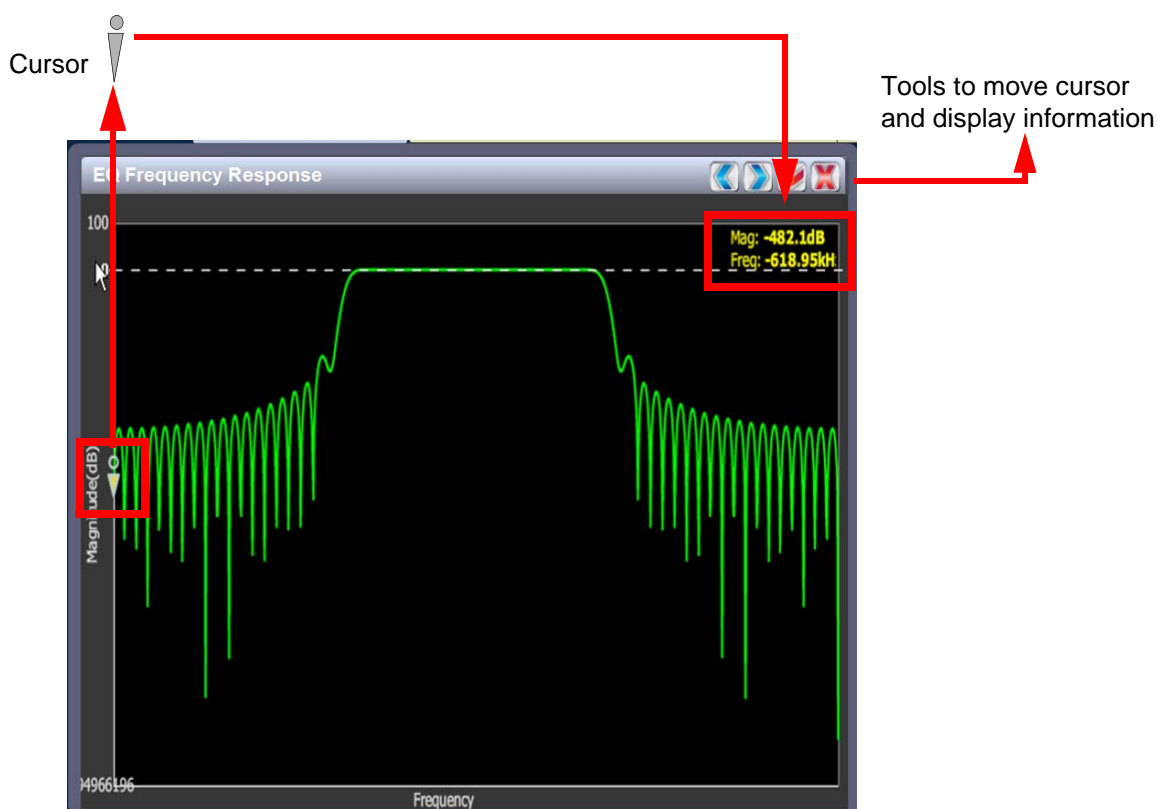 Cursor
Tools to move cursor
and display information
EQ Frequency Response
100
Mag: -482.1dB
Freq: -618.95kH
Magnitude(dB)
Frequency